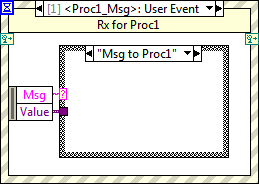 [1] <Proc1_Msg>: User Event
Rx for Proc1
"Msg to Proc1"
Msg
?
Value